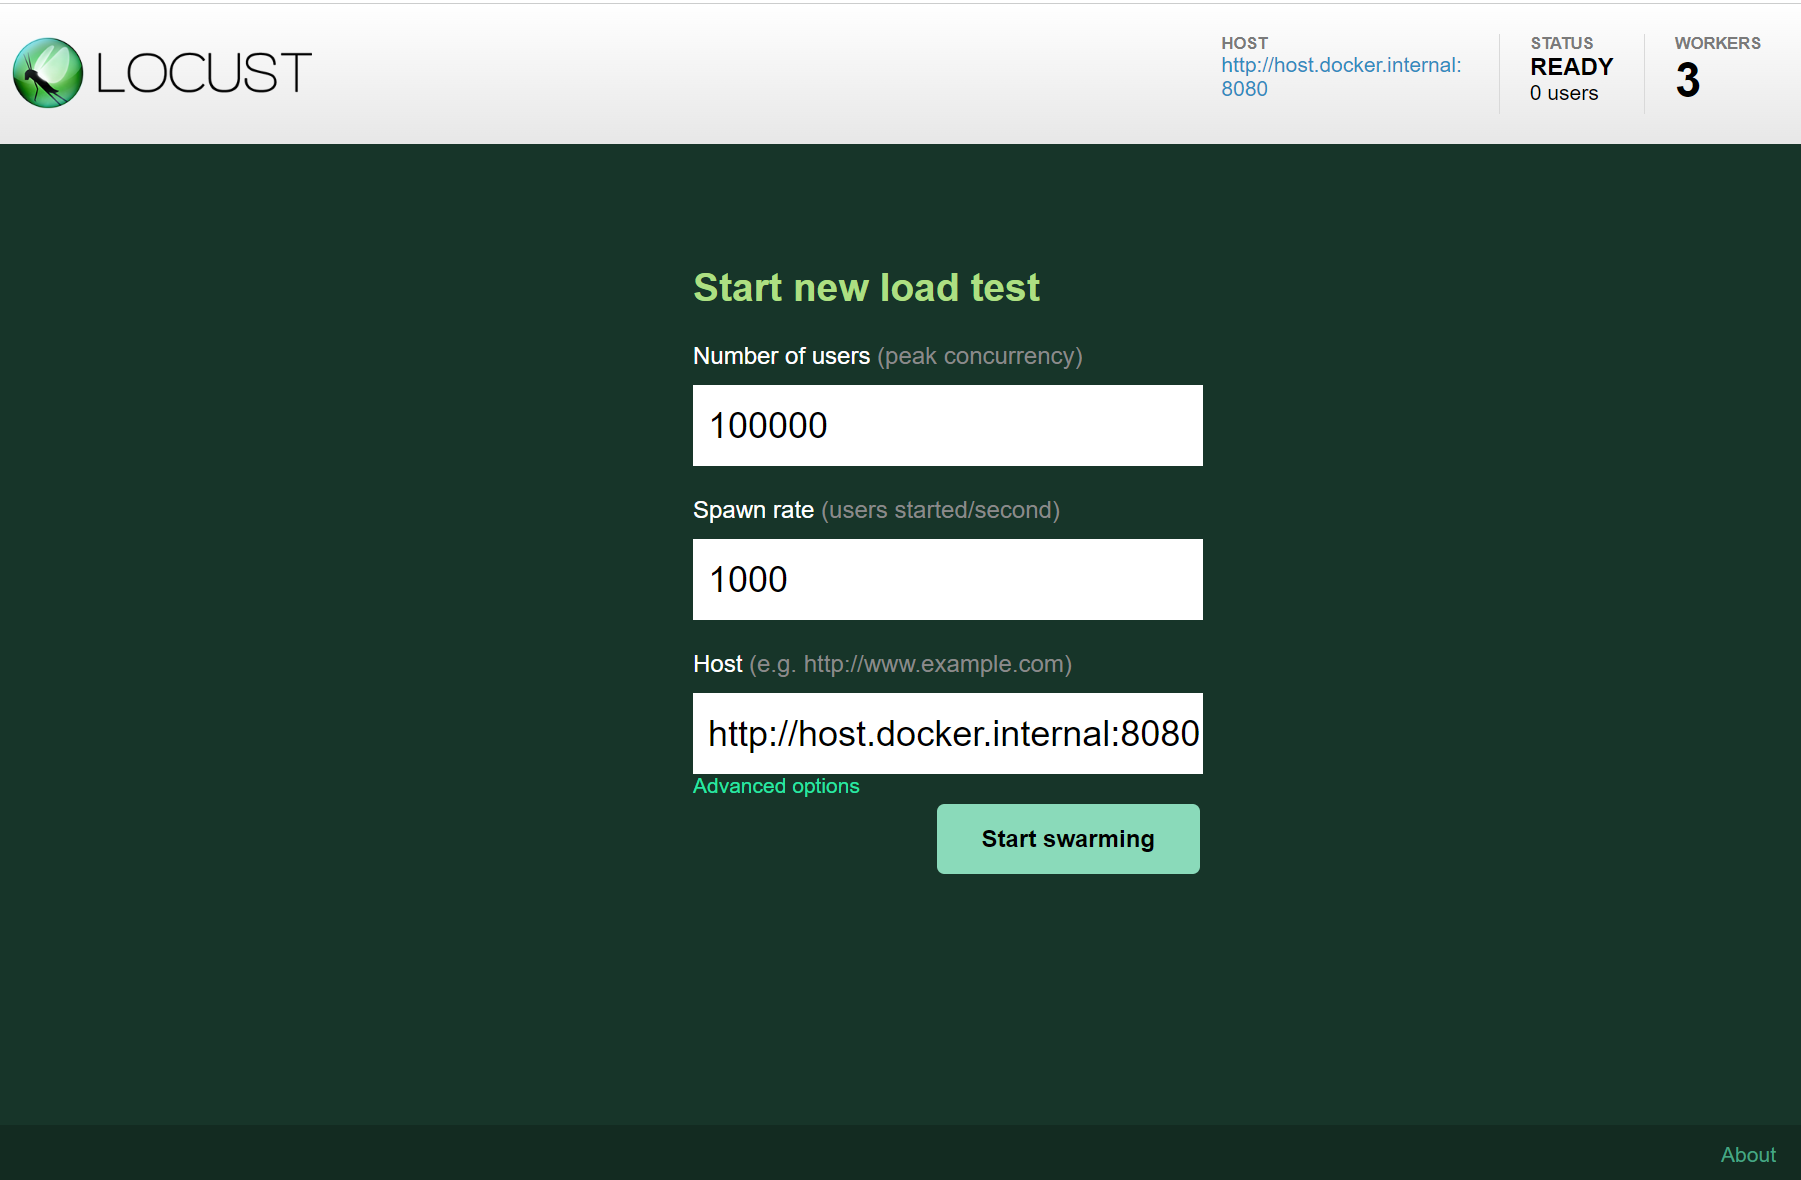 LOCUST
HOST
http://host.docker.internal:
8080
STATUS
READY
0 users
WORKERS
3
Start new load test
Number of users (peak concurrency)
100000
Spawn rate (users started/second)
1000
Host (e.g. http://www.example.com)
http://host.docker.internal:8080
Advanced options
Start swarming
About